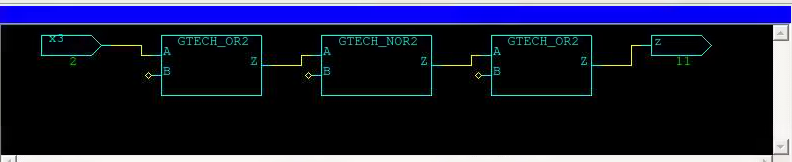 x3
2
GTECH_OR2
A
B
Z
GTECH_NOR2
A
B
Z
GTECH_OR2
A
B
Z
z
11